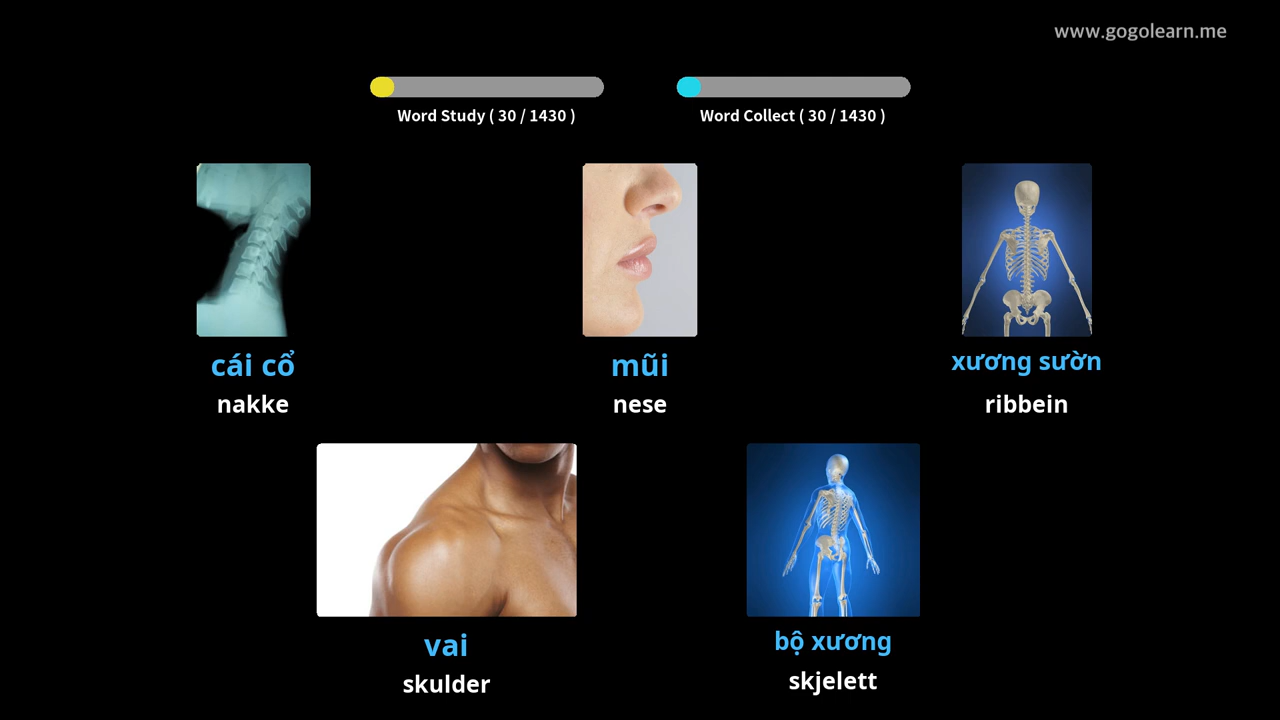 www.gogolearn.me
Word Study ( 30 / 1430 )
Word Collect ( 30 / 1430 )
cái cổ
nakke
mũi
nese
xương sườn
ribbein
vai
skulder
bộ xương
skjelett